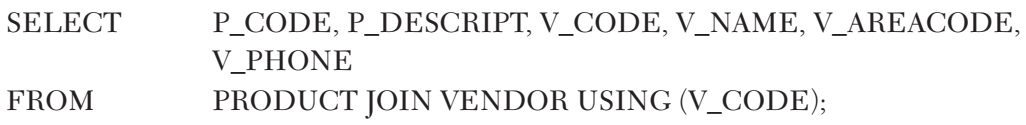 SELECT P_CODE, P_DESCRIPT, V_CODE, V_NAME, V_AREACODE,
V_PHONE
FROM PRODUCT JOIN VENDOR USING (V_CODE);